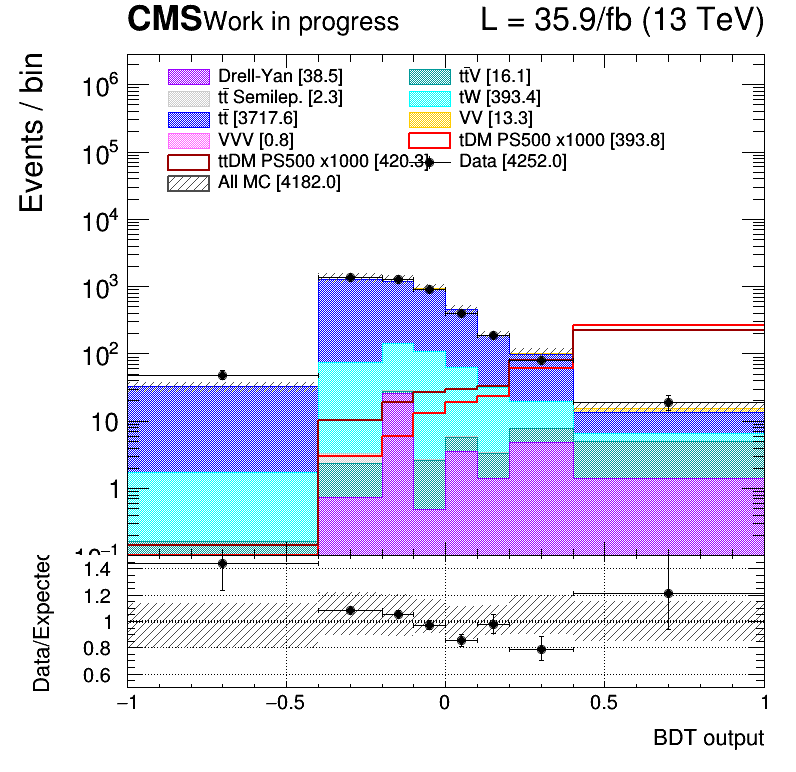 CMS Work in progress L = 35.9/fb (13 TeV)
Events / bin
Drell-Yan [38.5] tt̄V [16.1]
tt̄ Semilep. [2.3] tW [393.4]
tt̄ [3717.6] VV [13.3]
VVV [0.8] tDM PS500 x1000 [393.8]
ttDM PS500 x1000 [420.3] Data [4252.0]
All MC [4182.0]
10⁶
10⁵
10⁴
10³
10²
10
1
10⁻¹
Data/Expected
1.4
1.2
1
0.8
0.6
−1 −0.5 0 0.5 1
BDT output